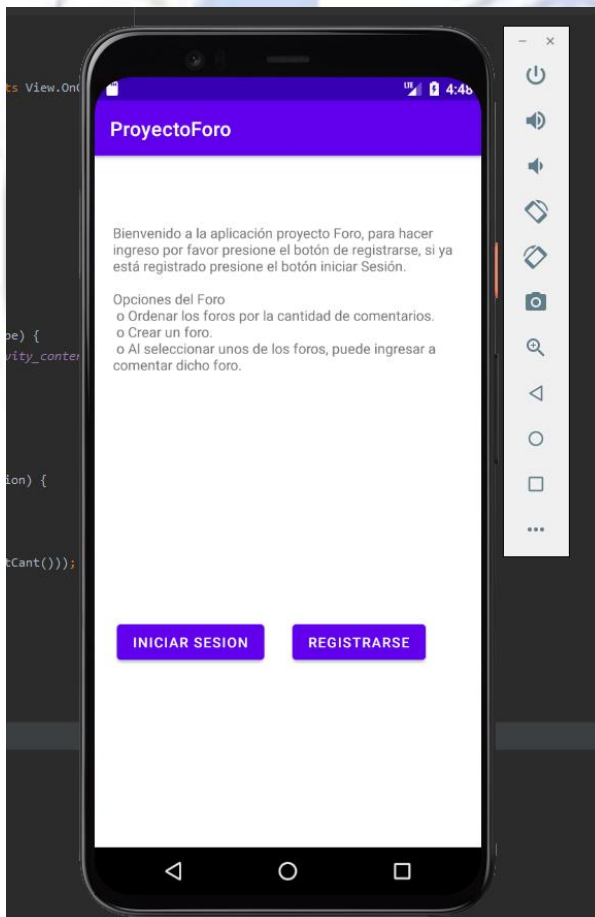 ts View.On
LTE 4:48
ProyectoForo
Bienvenido a la aplicación proyecto Foro, para hacer
ingreso por favor presione el botón de registrarse, si ya
está registrado presione el botón iniciar Sesión.
Opciones del Foro
o Ordenar los foros por la cantidad de comentarios.
o Crear un foro.
o Al seleccionar unos de los foros, puede ingresar a
comentar dicho foro.
pe) {
vity_conter
ion) {
tCant()));
INICIAR SESION
REGISTRARSE